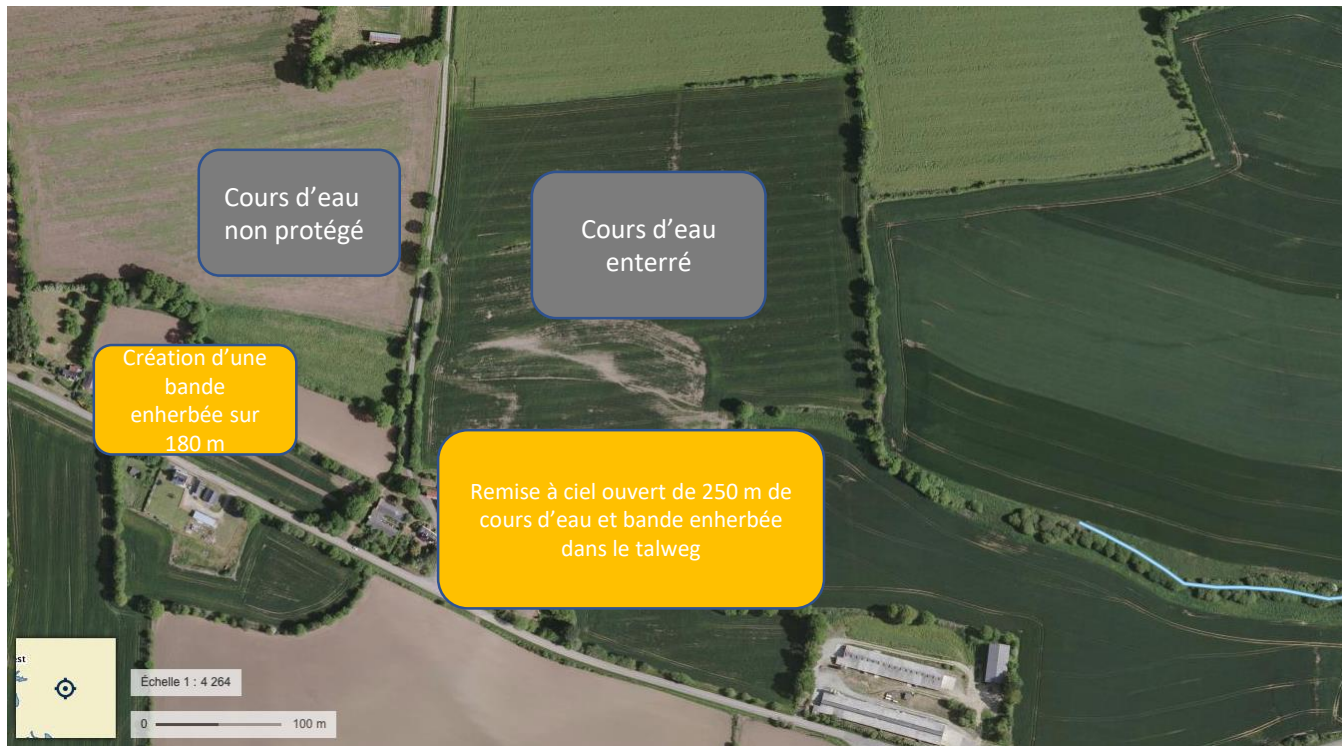 Cours d’eau
non protégé
Cours d’eau
enterré
Création d’une
bande
enherbée sur
180 m
Remise à ciel ouvert de 250 m de
cours d’eau et bande enherbée
dans le talweg
est
Échelle 1 : 4 264
0
100 m